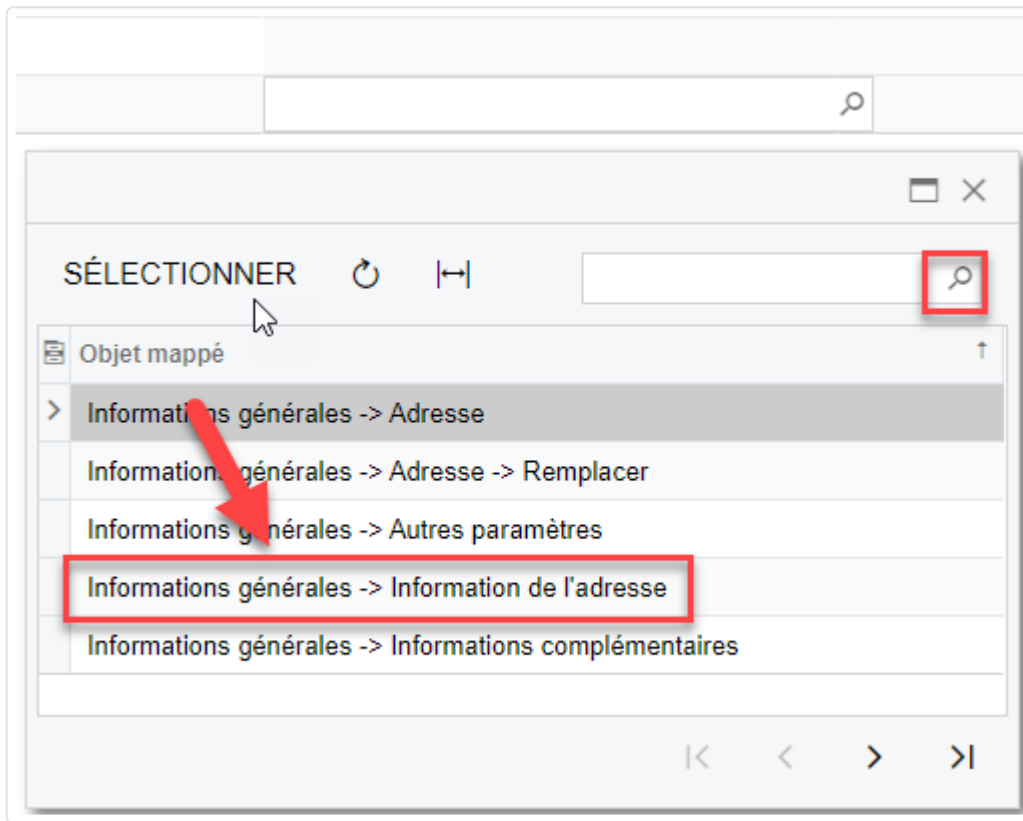 SÉLECTIONNER
Objet mappé
Informations générales -> Adresse
Informations générales -> Adresse -> Remplacer
Informations générales -> Autres paramètres
Informations générales -> Information de l'adresse
Informations générales -> Informations complémentaires